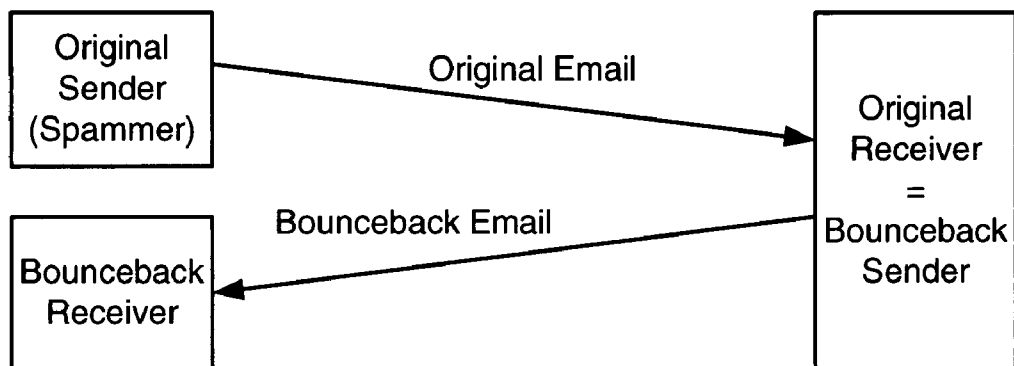 Original
Sender
(Spammer)
Original Email
Original
Receiver
=
Bounceback
Sender
Bounceback Email
Bounceback
Receiver